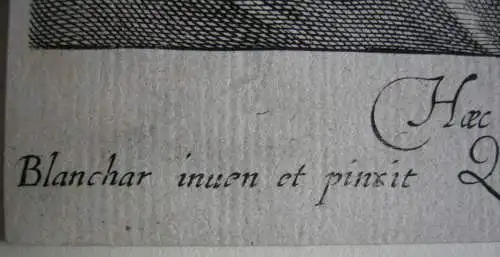 Hæc
Blanchar inuen et pinxit Q